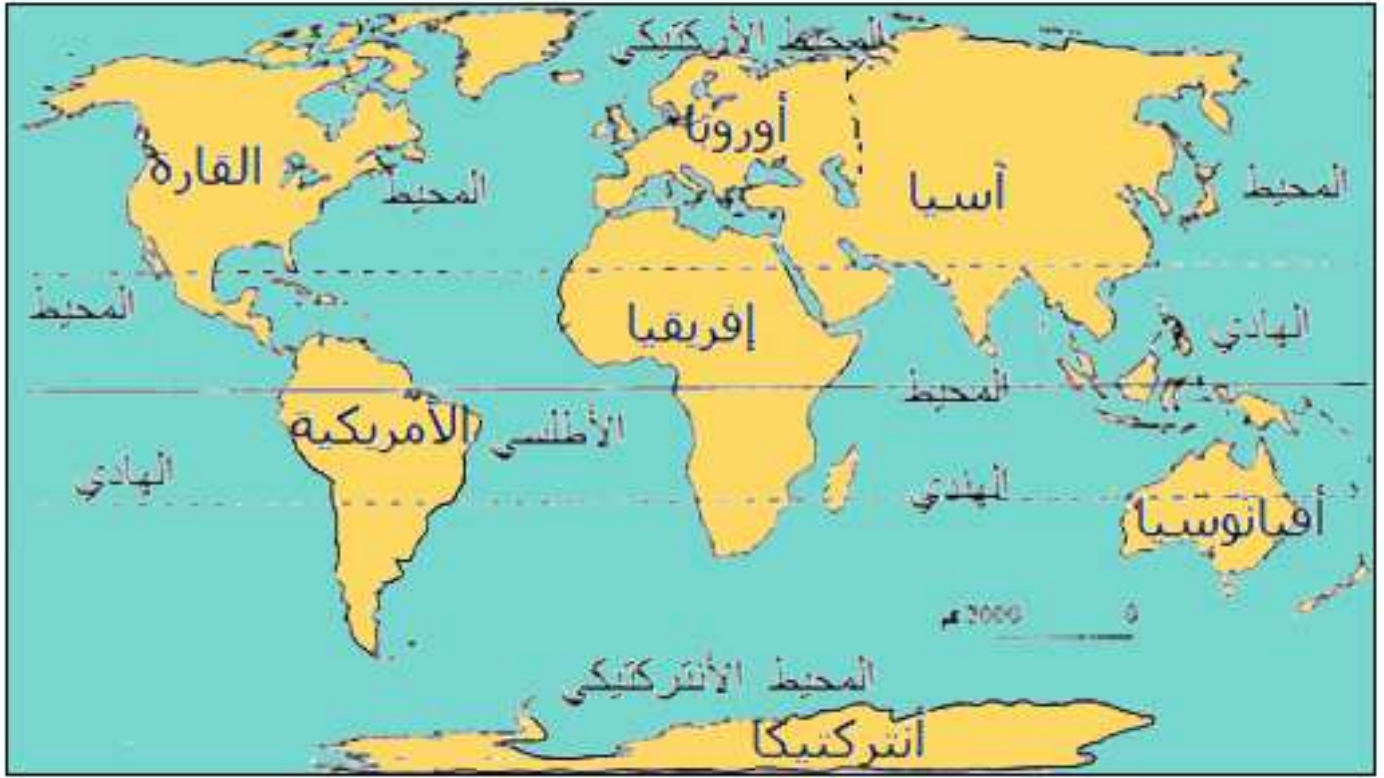 المحيط الأركتيكي
أوروبا
القارة
آسيا
المحيط
المحيط
المحيط
إفريقيا
الهادي
المحيط
الأمريكية
الأطلسي
الهادي
الهندي
أقيانوسيا
0 2000 كم
المحيط الأنتركتيكي
أنتركتيكا